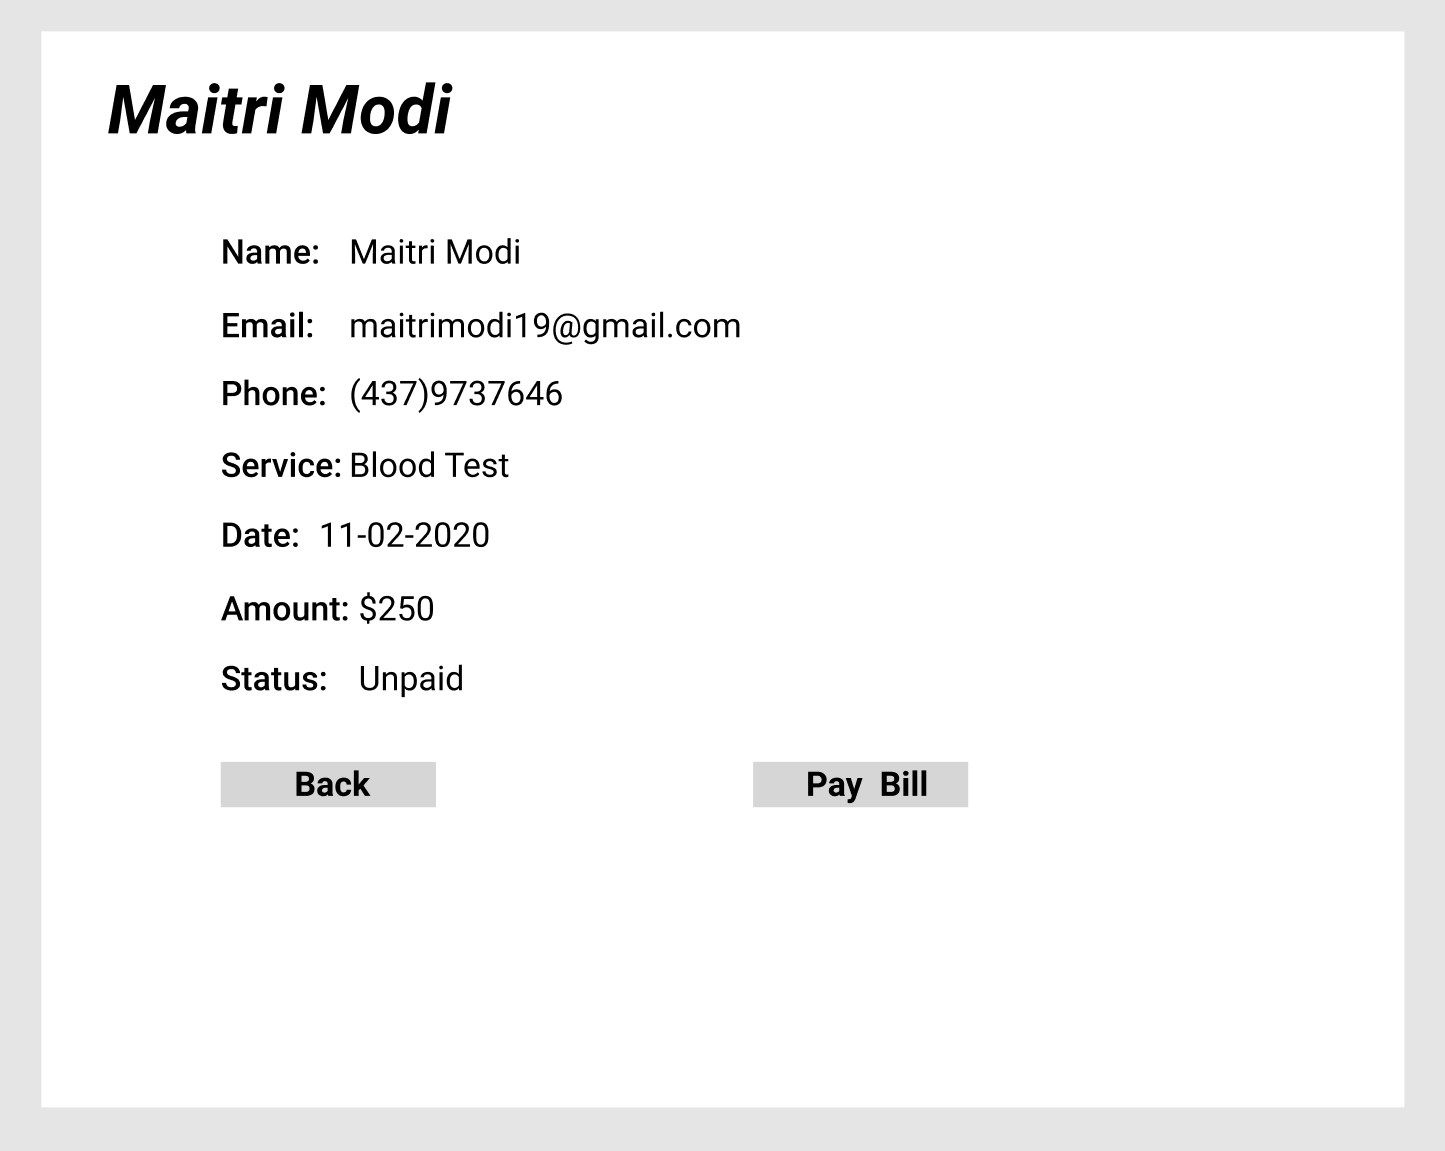 Maitri Modi
Name: Maitri Modi
Email: maitrimodi19@gmail.com
Phone: (437)9737646
Service: Blood Test
Date: 11-02-2020
Amount: $250
Status: Unpaid
Back Pay Bill